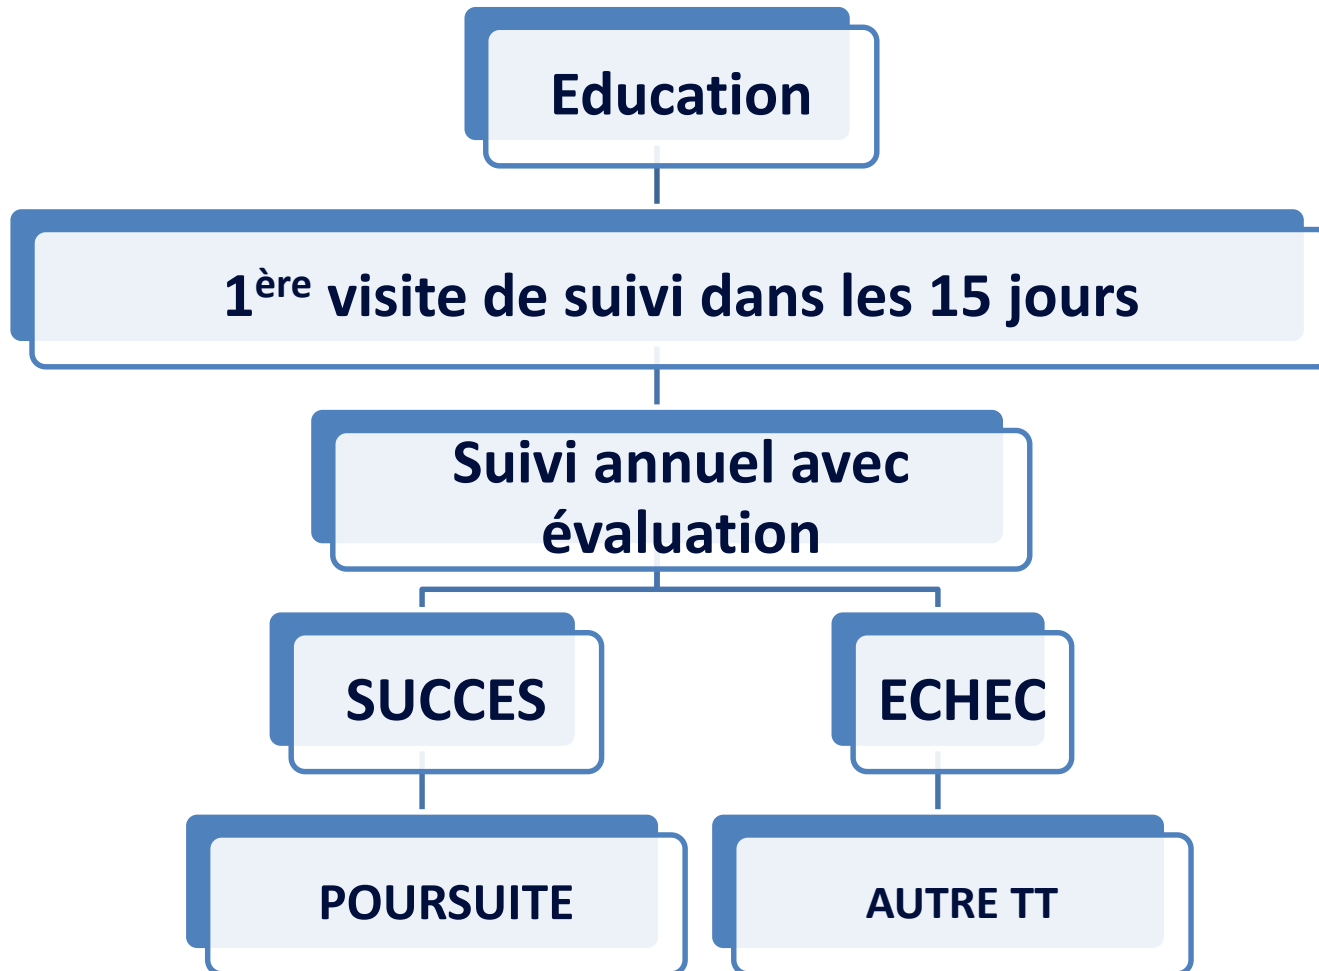 Education
1ère visite de suivi dans les 15 jours
Suivi annuel avec
évaluation
SUCCES
ECHEC
POURSUITE
AUTRE TT